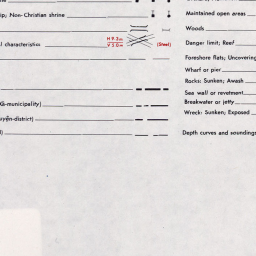 ip; Non-Christian shrine
l characteristics
H 9.2m
V 5.0m
(Steel)
G-municipality)
uyện-district)
Maintained open areas
Woods
Danger limit; Reef
Foreshore flats; Uncovering
Wharf or pier
Rocks: Sunken; Awash
Sea wall or revetment
Breakwater or jetty
Wreck: Sunken; Exposed
Depth curves and soundings